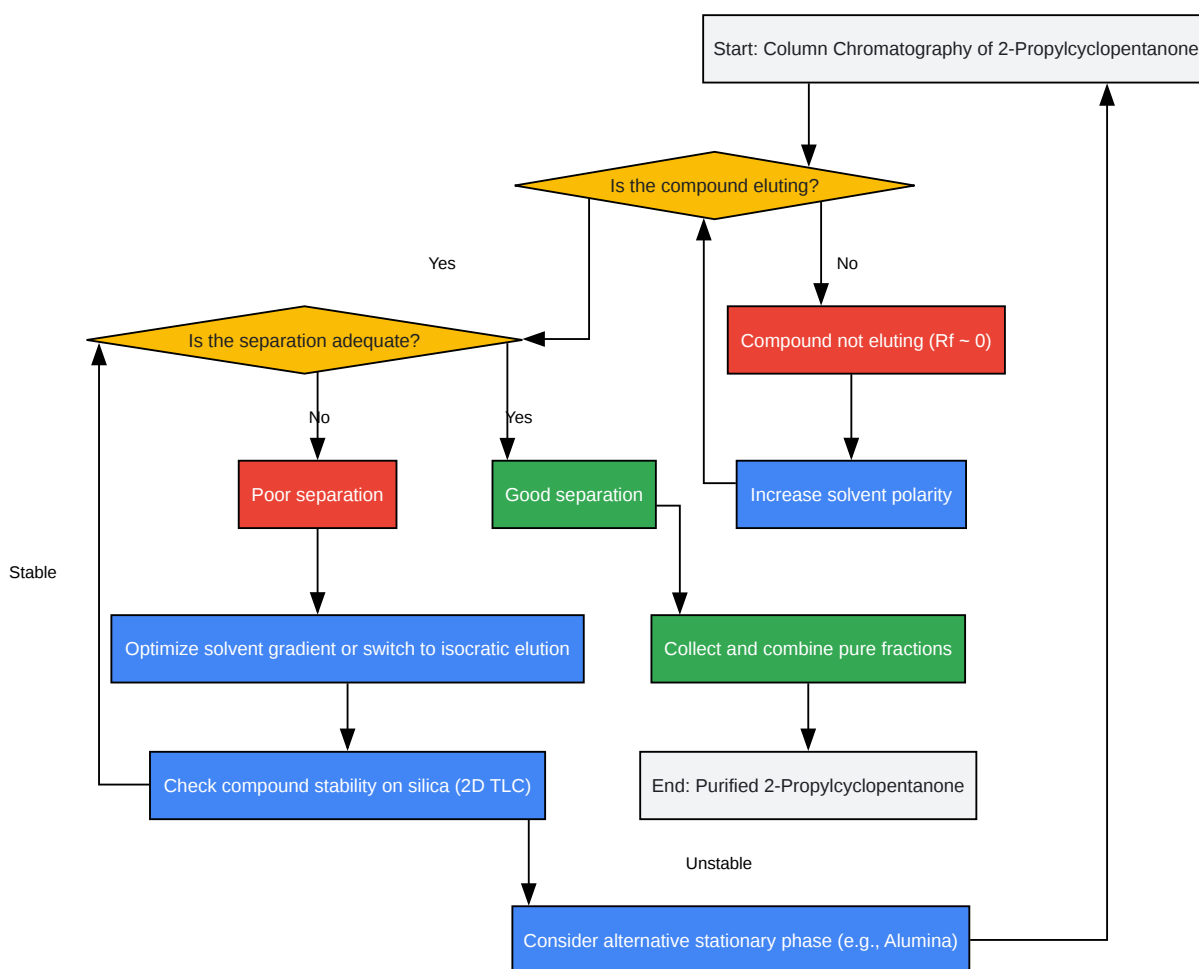 Start: Column Chromatography of 2-Propylcyclopentanone
Is the compound eluting?
Yes
No
Is the separation adequate?
Compound not eluting (Rf ~ 0)
No
Yes
Poor separation
Good separation
Increase solvent polarity
Stable
Optimize solvent gradient or switch to isocratic elution
Collect and combine pure fractions
Check compound stability on silica (2D TLC)
End: Purified 2-Propylcyclopentanone
Unstable
Consider alternative stationary phase (e.g., Alumina)